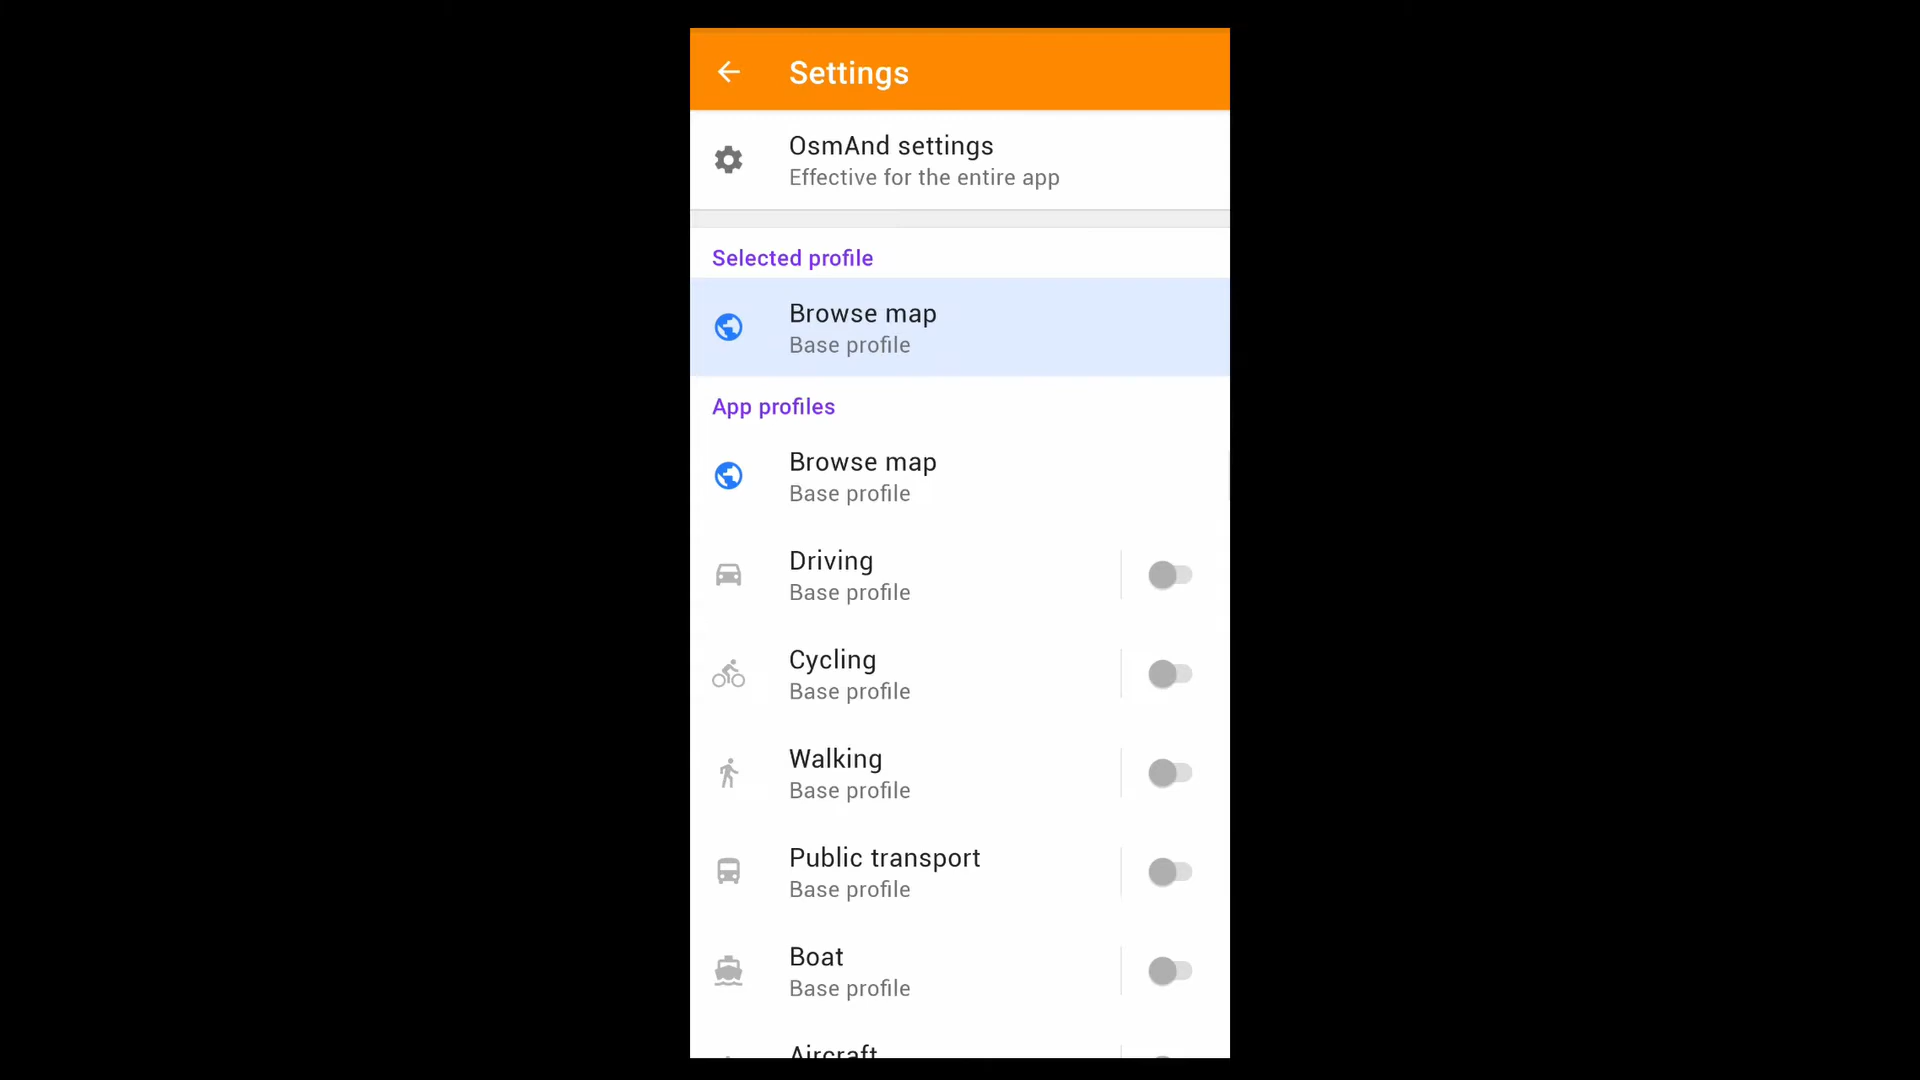 Settings
OsmAnd settings
Effective for the entire app
Selected profile
Browse map
Base profile
App profiles
Browse map
Base profile
Driving
Base profile
Cycling
Base profile
Walking
Base profile
Public transport
Base profile
Boat
Base profile
Aircraft